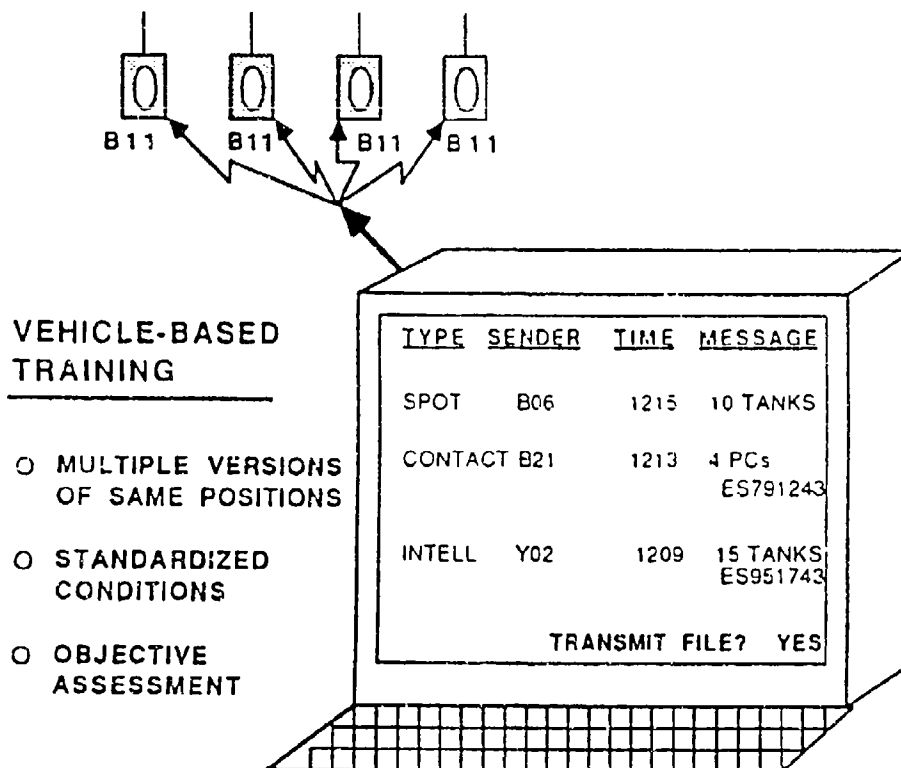 B11 B11 B11 B11
VEHICLE-BASED
TRAINING
O MULTIPLE VERSIONS
OF SAME POSITIONS
O STANDARDIZED
CONDITIONS
O OBJECTIVE
ASSESSMENT
TYPE SENDER TIME MESSAGE
SPOT B06 1215 10 TANKS
CONTACT B21 1213 4 PCs
ES791243
INTELL Y02 1209 15 TANKS
ES951743
TRANSMIT FILE? YES